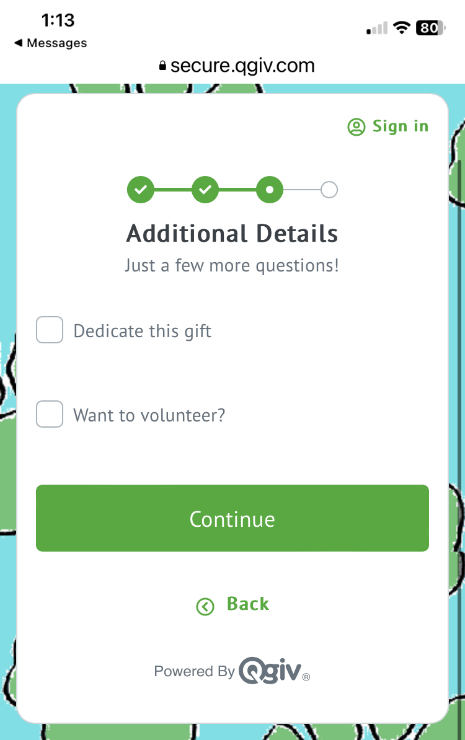 1:13
80
Messages
secure.qgiv.com
Sign in
Additional Details
Just a few more questions!
Dedicate this gift
Want to volunteer?
Continue
Back
Powered By Qgiv®